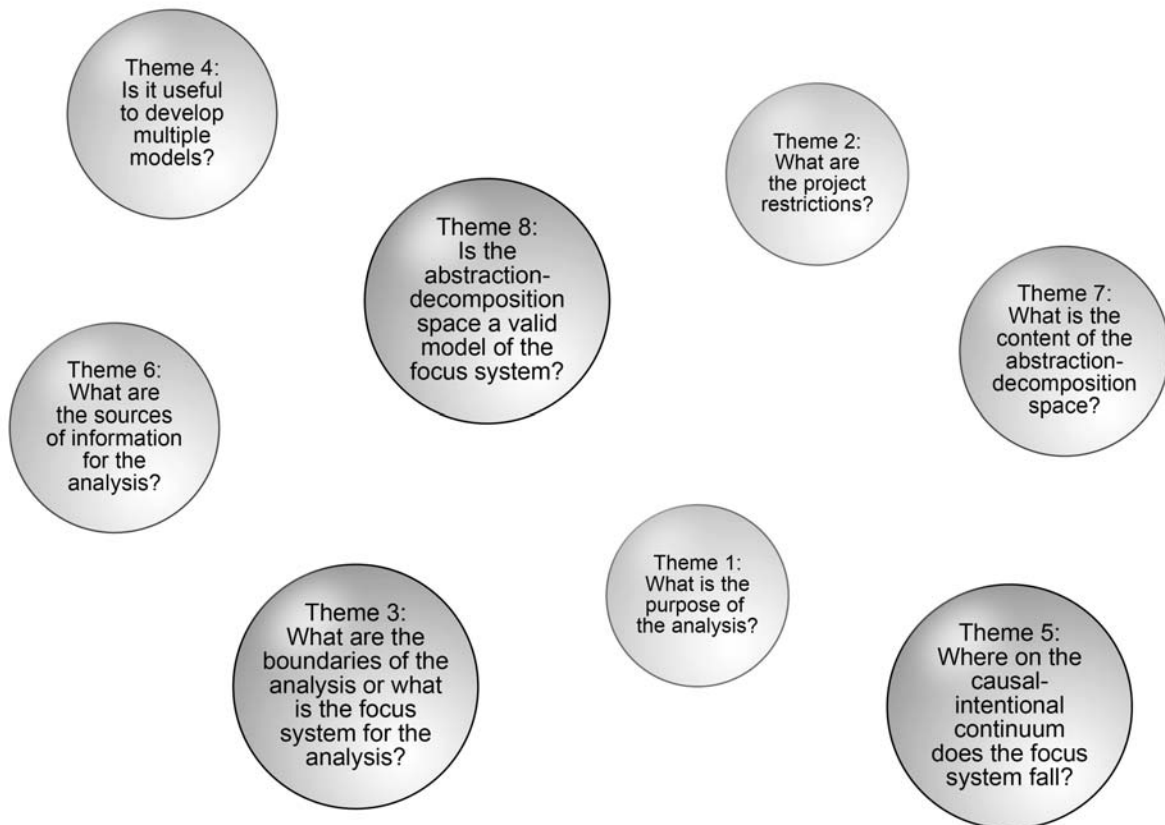 Theme 4:
Is it useful
to develop
multiple
models?
Theme 2:
What are
the project
restrictions?
Theme 8:
Is the
abstraction-
decomposition
space a valid
model of the
focus system?
Theme 7:
What is the
content of the
abstraction-
decomposition
space?
Theme 6:
What are
the sources
of information
for the
analysis?
Theme 1:
What is the
purpose of
the analysis?
Theme 3:
What are the
boundaries of the
analysis or what
is the focus
system for the
analysis?
Theme 5:
Where on the
causal-
intentional
continuum
does the focus
system fall?